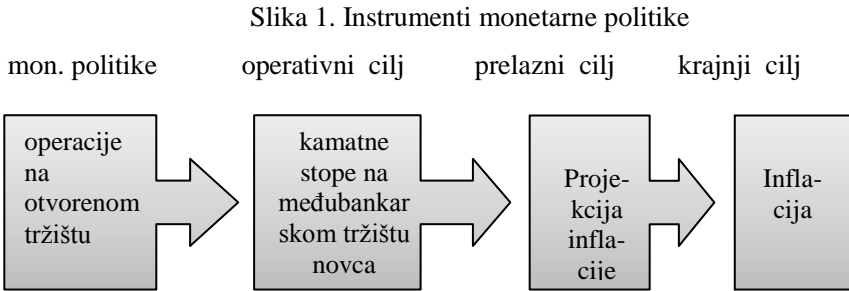 Slika 1. Instrumenti monetarne politike
mon. politike operativni cilj prelazni cilj krajnji cilj
operacije
na
otvorenom
tržištu
kamatne
stope na
međubankar
skom tržištu
novca
Proje-
kcija
infla-
cije
Infla-
cija